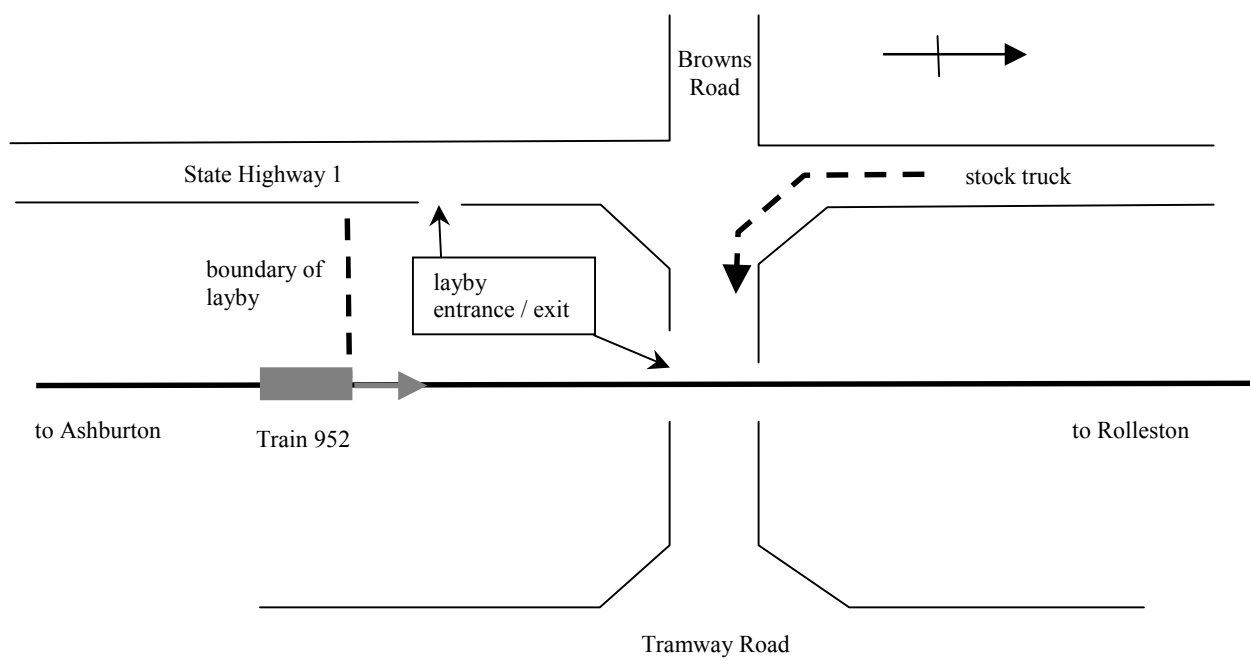 Browns
Road
State Highway 1
stock truck
boundary of
layby
layby
entrance / exit
to Ashburton
Train 952
to Rolleston
Tramway Road